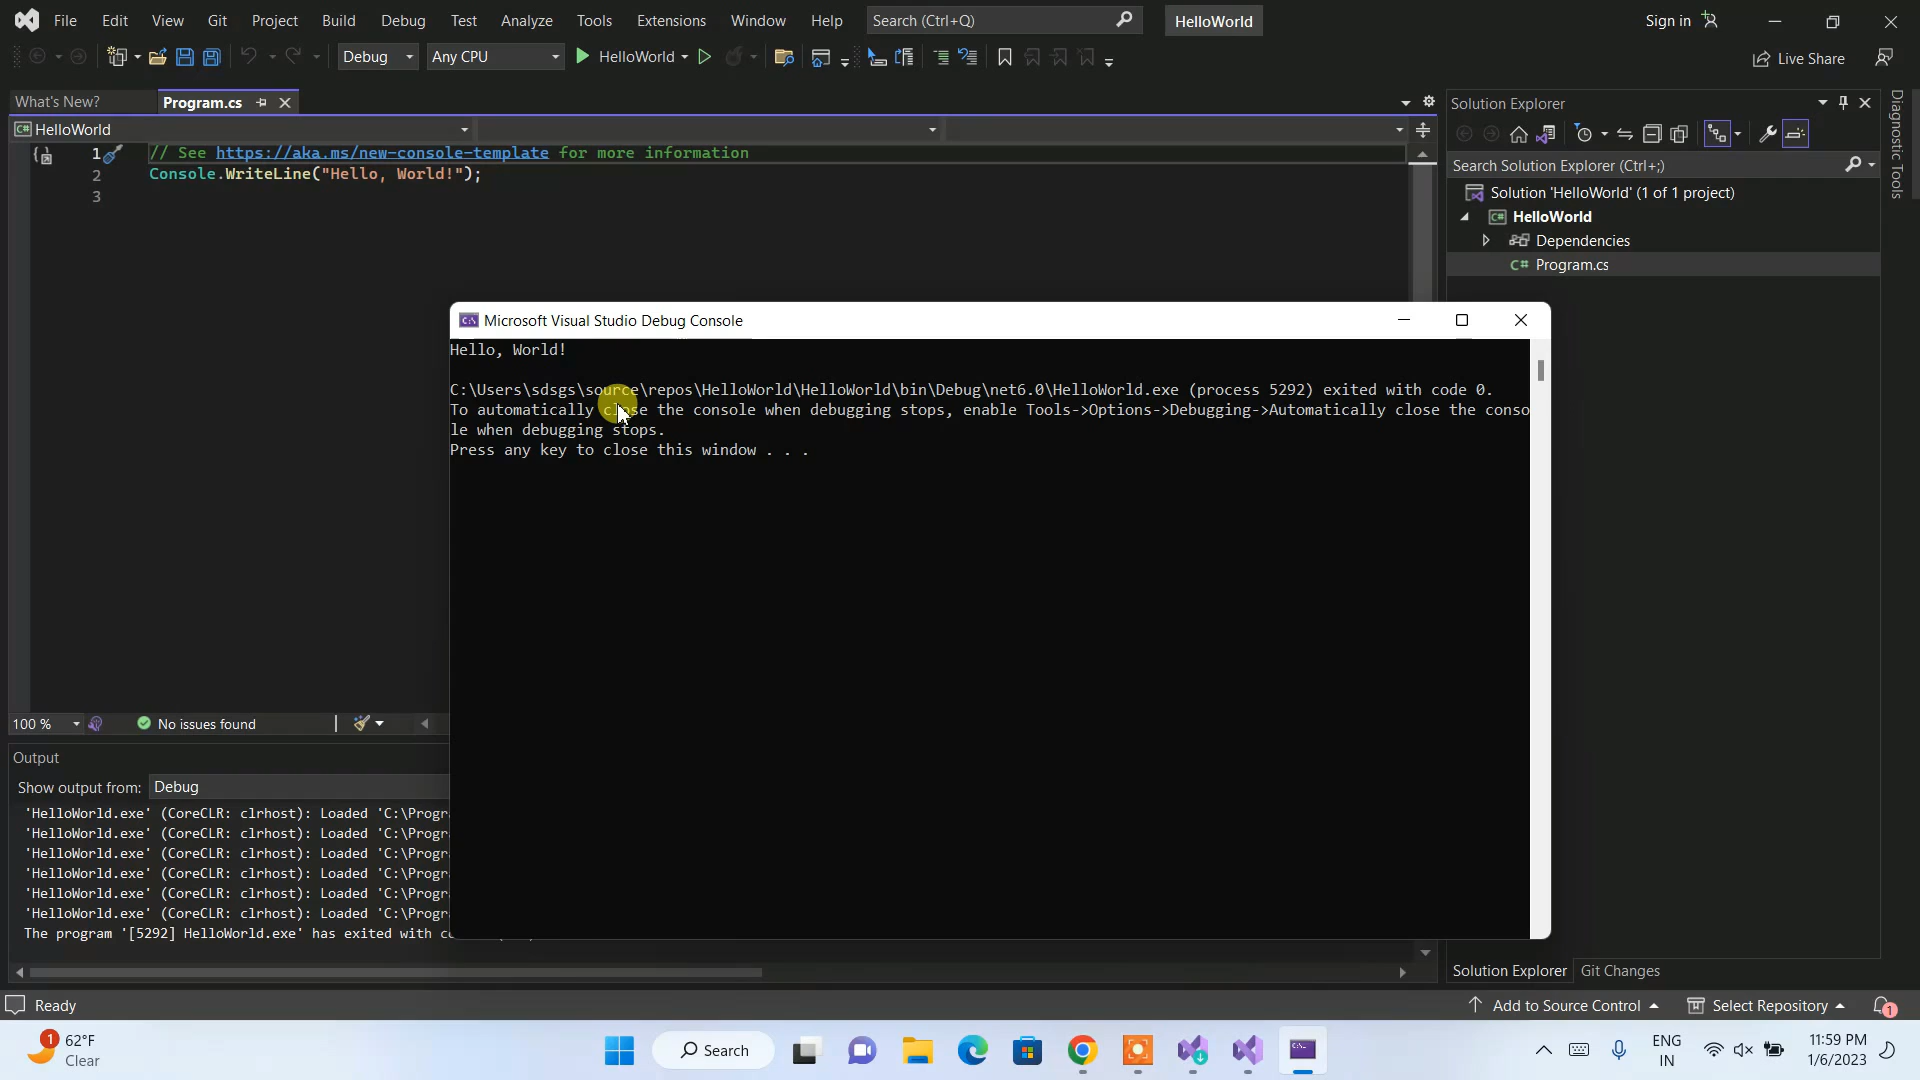 File Edit View Git Project Build Debug Test Analyze Tools Extensions Window Help Search (Ctrl+Q) HelloWorld Sign in
Debug Any CPU HelloWorld Live Share
What's New? Program.cs
HelloWorld
1 // See https://aka.ms/new-console-template for more information
2 Console.WriteLine("Hello, World!");
3
Solution Explorer
Search Solution Explorer (Ctrl+;)
Solution 'HelloWorld' (1 of 1 project)
C# HelloWorld
Dependencies
C# Program.cs
Diagnostic Tools
Microsoft Visual Studio Debug Console
Hello, World!
C:\Users\sdsgs\source\repos\HelloWorld\HelloWorld\bin\Debug\net6.0\HelloWorld.exe (process 5292) exited with code 0.
To automatically close the console when debugging stops, enable Tools->Options->Debugging->Automatically close the conso
le when debugging stops.
Press any key to close this window . . .
100 % No issues found
Output
Show output from: Debug
'HelloWorld.exe' (CoreCLR: clrhost): Loaded 'C:\Progr
'HelloWorld.exe' (CoreCLR: clrhost): Loaded 'C:\Progr
'HelloWorld.exe' (CoreCLR: clrhost): Loaded 'C:\Progr
'HelloWorld.exe' (CoreCLR: clrhost): Loaded 'C:\Progr
'HelloWorld.exe' (CoreCLR: clrhost): Loaded 'C:\Progr
'HelloWorld.exe' (CoreCLR: clrhost): Loaded 'C:\Progr
The program '[5292] HelloWorld.exe' has exited with
Solution Explorer Git Changes
Ready Add to Source Control Select Repository 1
1 62°F
Clear
Search
ENG
IN
11:59 PM
1/6/2023